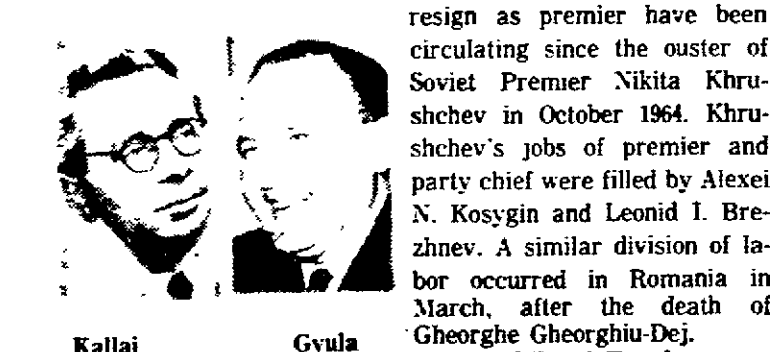 resign as premier have been
circulating since the ouster of
Soviet Premier Nikita Khru-
shchev in October 1964. Khru-
shchev's jobs of premier and
party chief were filled by Alexei
N. Kosygin and Leonid I. Bre-
zhnev. A similar division of la-
bor occurred in Romania in
March, after the death of
Gheorghe Gheorghiu-Dej.
Kallai Gyula